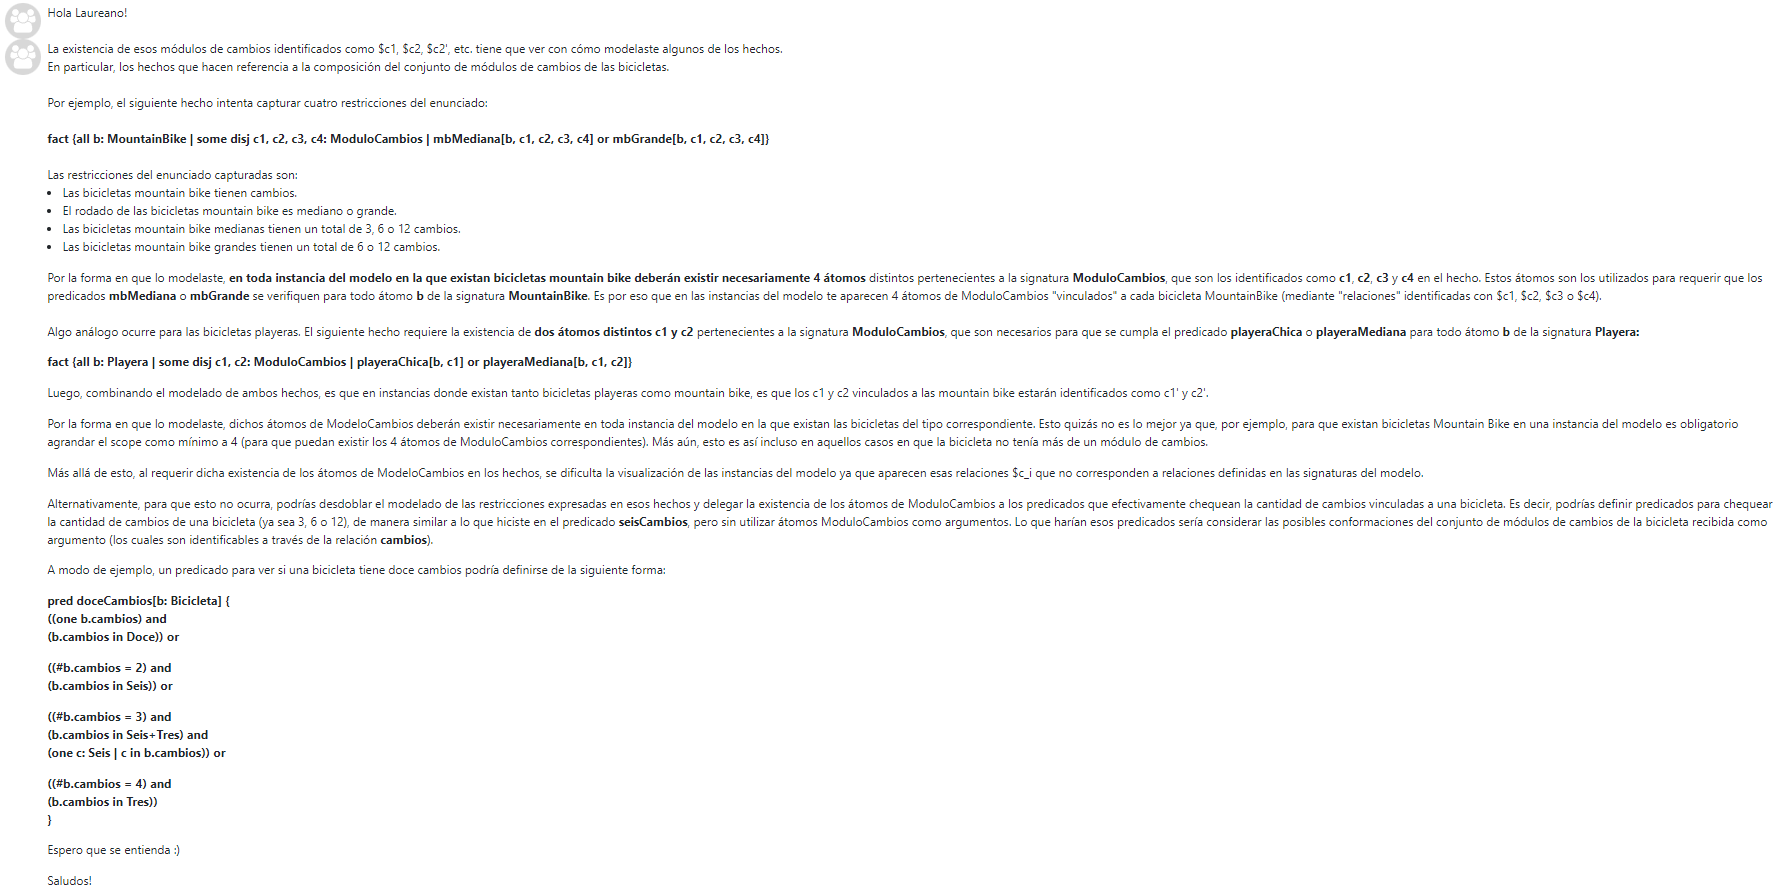 Hola Laureano!
La existencia de esos módulos de cambios identificados como $c1, $c2, $c2', etc. tiene que ver con cómo modelaste algunos de los hechos.
En particular, los hechos que hacen referencia a la composición del conjunto de módulos de cambios de las bicicletas.
Por ejemplo, el siguiente hecho intenta capturar cuatro restricciones del enunciado:
fact {all b: MountainBike | some disj c1, c2, c3, c4: ModuloCambios | mbMediana[b, c1, c2, c3, c4] or mbGrande[b, c1, c2, c3, c4]}
Las restricciones del enunciado capturadas son:
• Las bicicletas mountain bike tienen cambios.
• El rodado de las bicicletas mountain bike es mediano o grande.
• Las bicicletas mountain bike medianas tienen un total de 3, 6 o 12 cambios.
• Las bicicletas mountain bike grandes tienen un total de 6 o 12 cambios.
Por la forma en que lo modelaste, en toda instancia del modelo en la que existan bicicletas mountain bike deberán existir necesariamente 4 átomos distintos pertenecientes a la signatura ModuloCambios, que son los identificados como c1, c2, c3 y c4 en el hecho. Estos átomos son los utilizados para requerir que los
predicados mbMediana o mbGrande se verifiquen para todo átomo b de la signatura MountainBike. Es por eso que en las instancias del modelo te aparecen 4 átomos de ModuloCambios "vinculados" a cada bicicleta MountainBike (mediante "relaciones" identificadas con $c1, $c2, $c3 o $c4).
Algo análogo ocurre para las bicicletas playeras. El siguiente hecho requiere la existencia de dos átomos distintos c1 y c2 pertenecientes a la signatura ModuloCambios, que son necesarios para que se cumpla el predicado playeraChica o playeraMediana para todo átomo b de la signatura Playera:
fact {all b: Playera | some disj c1, c2: ModuloCambios | playeraChica[b, c1] or playeraMediana[b, c1, c2]}
Luego, combinando el modelado de ambos hechos, es que en instancias donde existan tanto bicicletas playeras como mountain bike, es que los c1 y c2 vinculados a las mountain bike estarán identificados como c1' y c2'.
Por la forma en que lo modelaste, dichos átomos de ModeloCambios deberán existir necesariamente en toda instancia del modelo en la que existan las bicicletas del tipo correspondiente. Esto quizás no es lo mejor ya que, por ejemplo, para que existan bicicletas Mountain Bike en una instancia del modelo es obligatorio
agrandar el scope como mínimo a 4 (para que puedan existir los 4 átomos de ModuloCambios correspondientes). Más aún, esto es así incluso en aquellos casos en que la bicicleta no tenía más de un módulo de cambios.
Más allá de esto, al requerir dicha existencia de los átomos de ModeloCambios en los hechos, se dificulta la visualización de las instancias del modelo ya que aparecen esas relaciones $c_i que no corresponden a relaciones definidas en las signaturas del modelo.
Alternativamente, para que esto no ocurra, podrías desdoblar el modelado de las restricciones expresadas en esos hechos y delegar la existencia de los átomos de ModuloCambios a los predicados que efectivamente chequean la cantidad de cambios vinculadas a una bicicleta. Es decir, podrías definir predicados para chequear
la cantidad de cambios de una bicicleta (ya sea 3, 6 o 12), de manera similar a lo que hiciste en el predicado seisCambios, pero sin utilizar átomos ModuloCambios como argumentos. Lo que harían esos predicados sería considerar las posibles conformaciones del conjunto de módulos de cambios de la bicicleta recibida como
argumento (los cuales son identificables a través de la relación cambios).
A modo de ejemplo, un predicado para ver si una bicicleta tiene doce cambios podría definirse de la siguiente forma:
pred doceCambios[b: Bicicleta] {
((one b.cambios) and
(b.cambios in Doce)) or
((#b.cambios = 2) and
(b.cambios in Seis)) or
((#b.cambios = 3) and
(b.cambios in Seis+Tres) and
(one c: Seis | c in b.cambios)) or
((#b.cambios = 4) and
(b.cambios in Tres))
}
Espero que se entienda :)
Saludos!